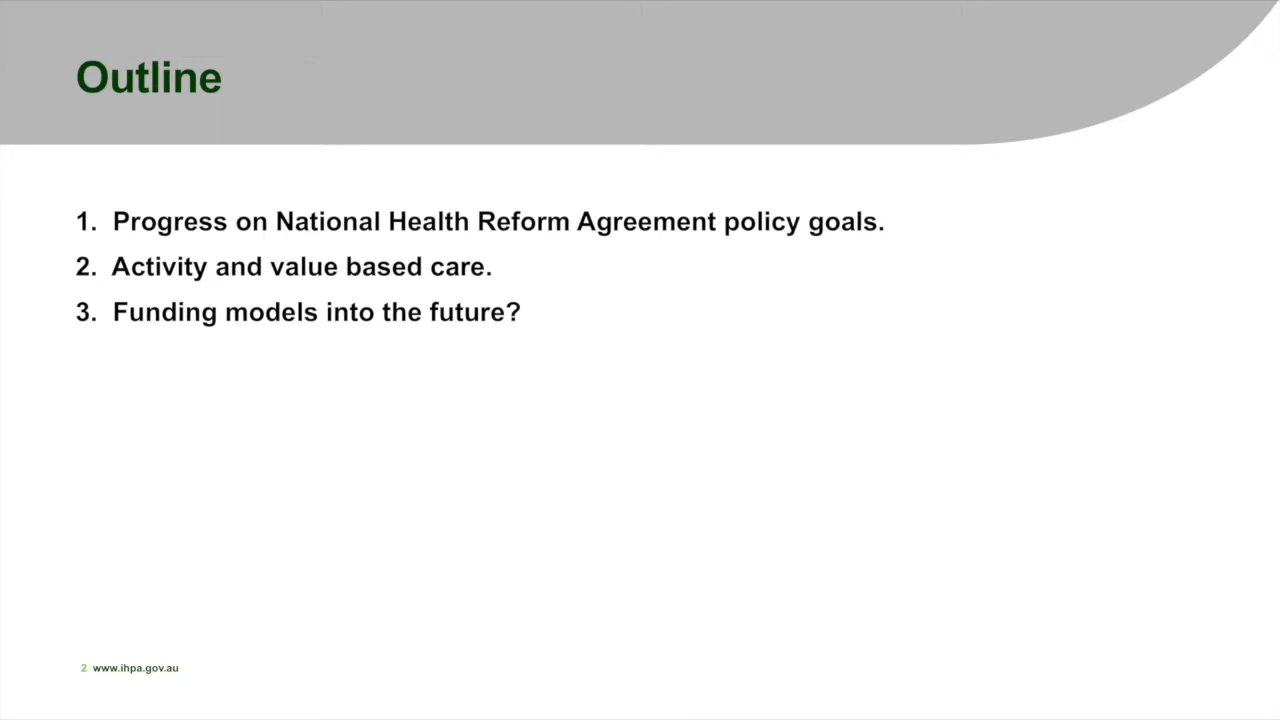 Outline
1. Progress on National Health Reform Agreement policy goals.
2. Activity and value based care.
3. Funding models into the future?
2 www.ihpa.gov.au